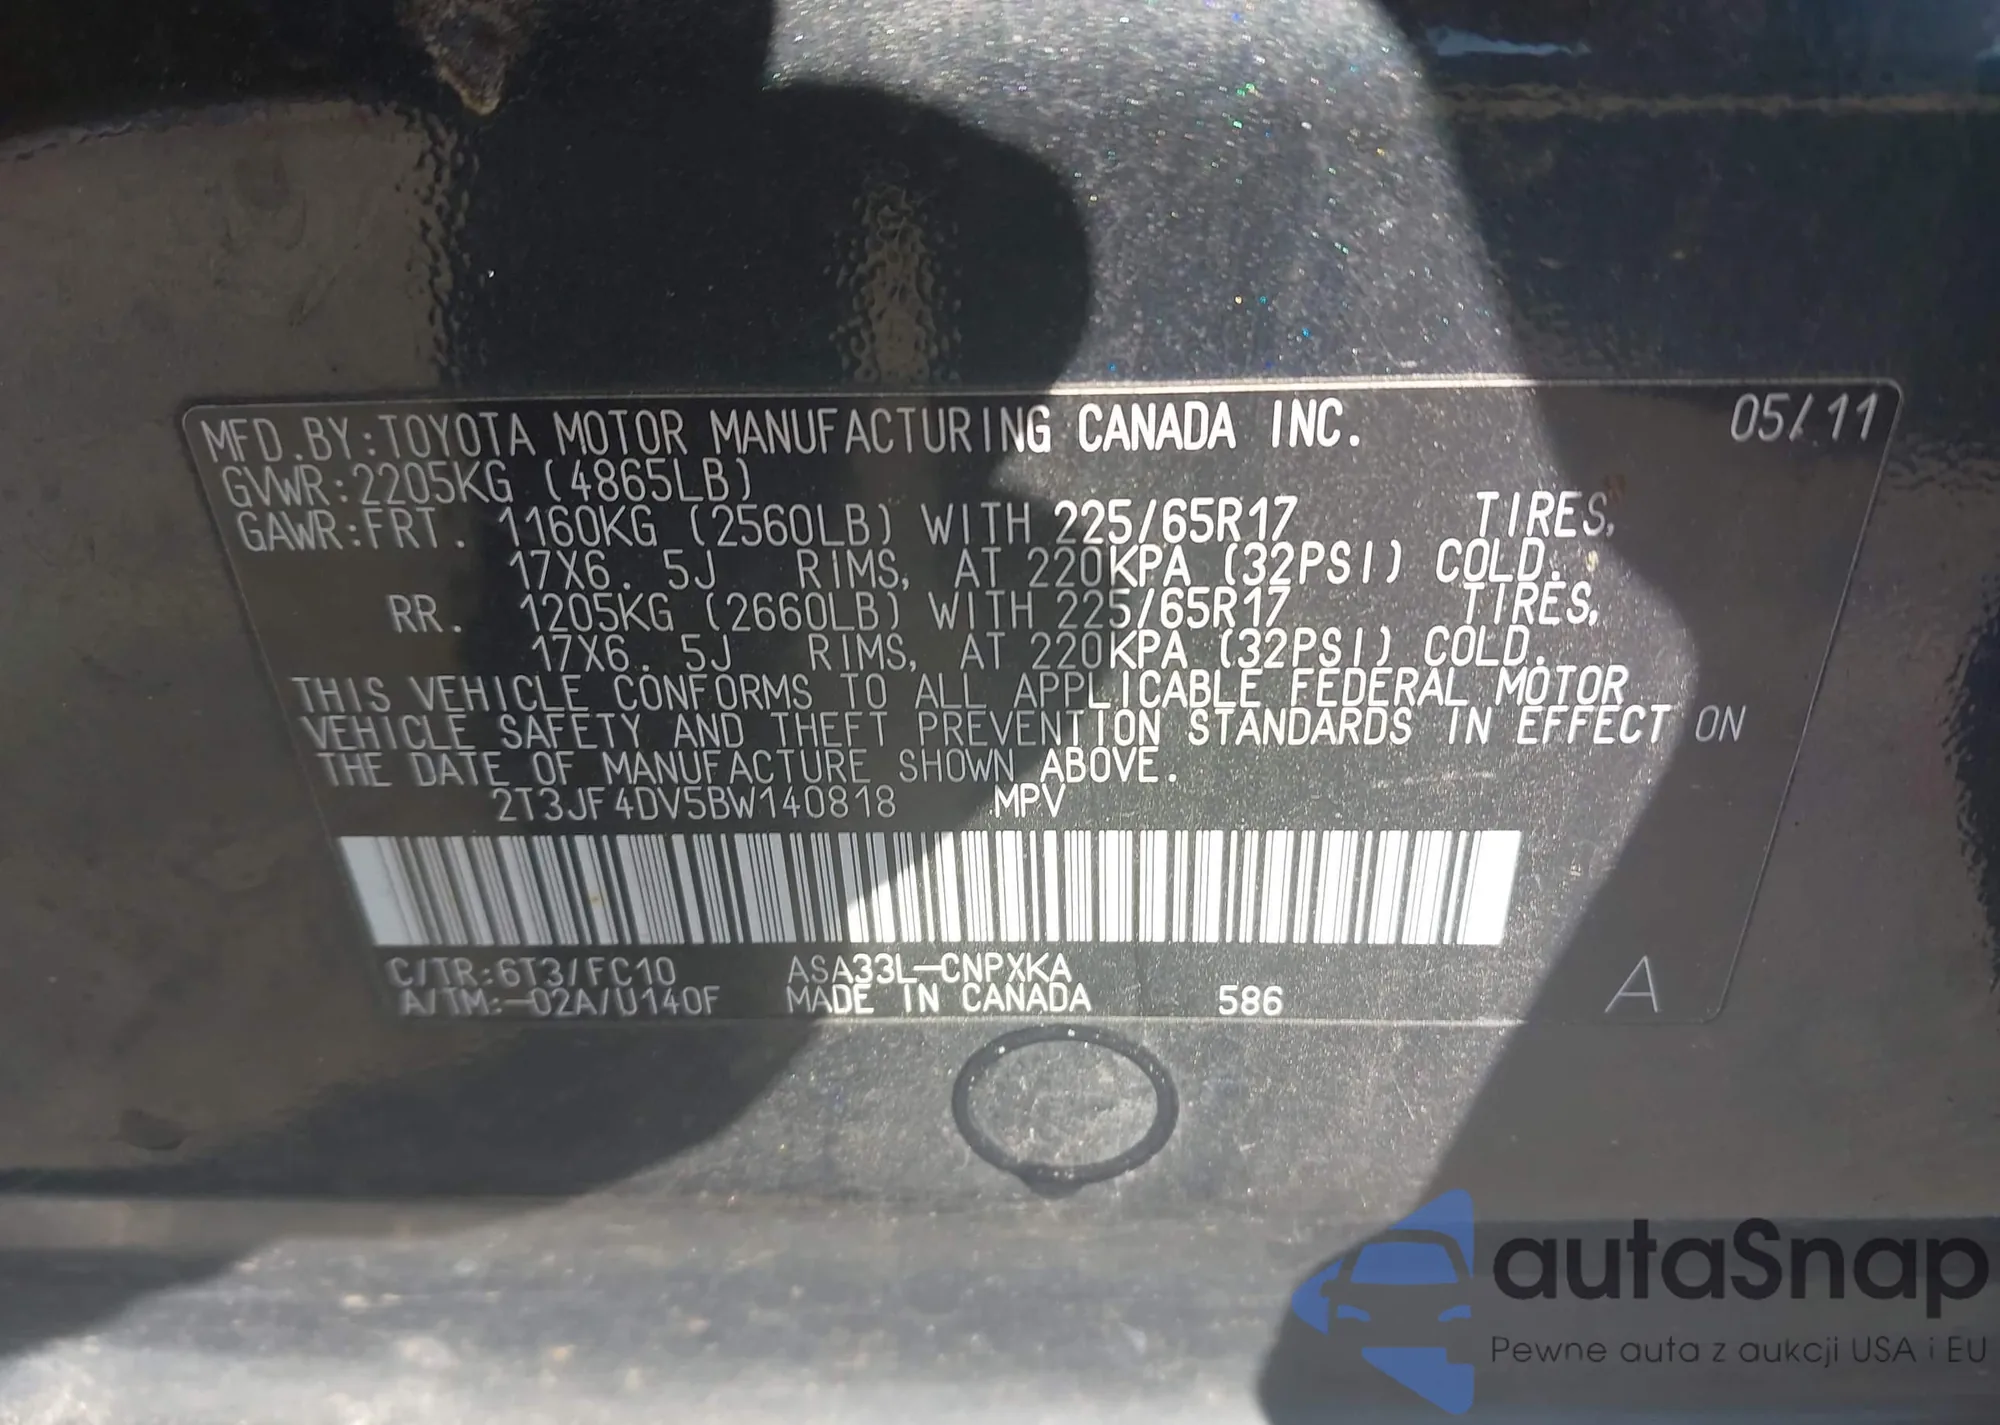 MFD.BY:TOYOTA MOTOR MANUFACTURING CANADA INC. 05/11
GVWR:2205KG (4865LB)
GAWR:FRT. 1160KG (2560LB) WITH 225/65R17 TIRES,
17X6.5J RIMS, AT 220KPA (32PSI) COLD.
RR. 1205KG (2660LB) WITH 225/65R17 TIRES,
17X6.5J RIMS, AT 220KPA (32PSI) COLD.
THIS VEHICLE CONFORMS TO ALL APPLICABLE FEDERAL MOTOR
VEHICLE SAFETY AND THEFT PREVENTION STANDARDS IN EFFECT ON
THE DATE OF MANUFACTURE SHOWN ABOVE.
2T3JF4DV5BW140818 MPV
C/TR:6T3/FC10 ASA33L-CNPXKA
A/TM:-02A/U140F MADE IN CANADA 586 A
autaSnap
Pewne auta z aukcji USA i EU